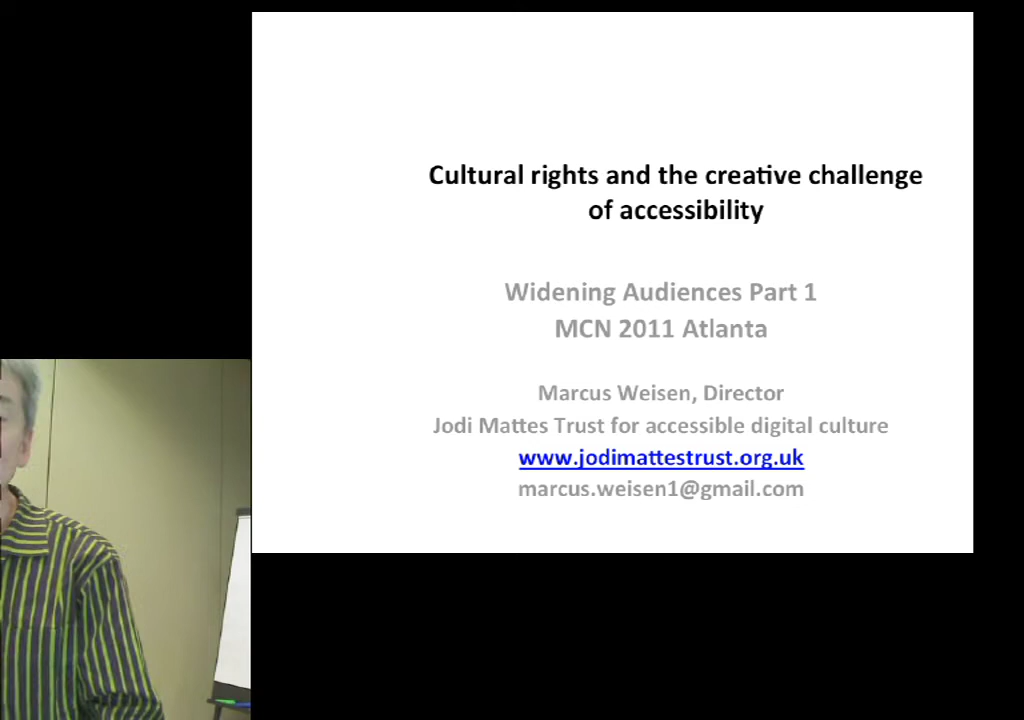 Cultural rights and the creative challenge
of accessibility
Widening Audiences Part 1
MCN 2011 Atlanta
Marcus Weisen, Director
Jodi Mattes Trust for accessible digital culture
www.jodimattestrust.org.uk
marcus.weisen1@gmail.com